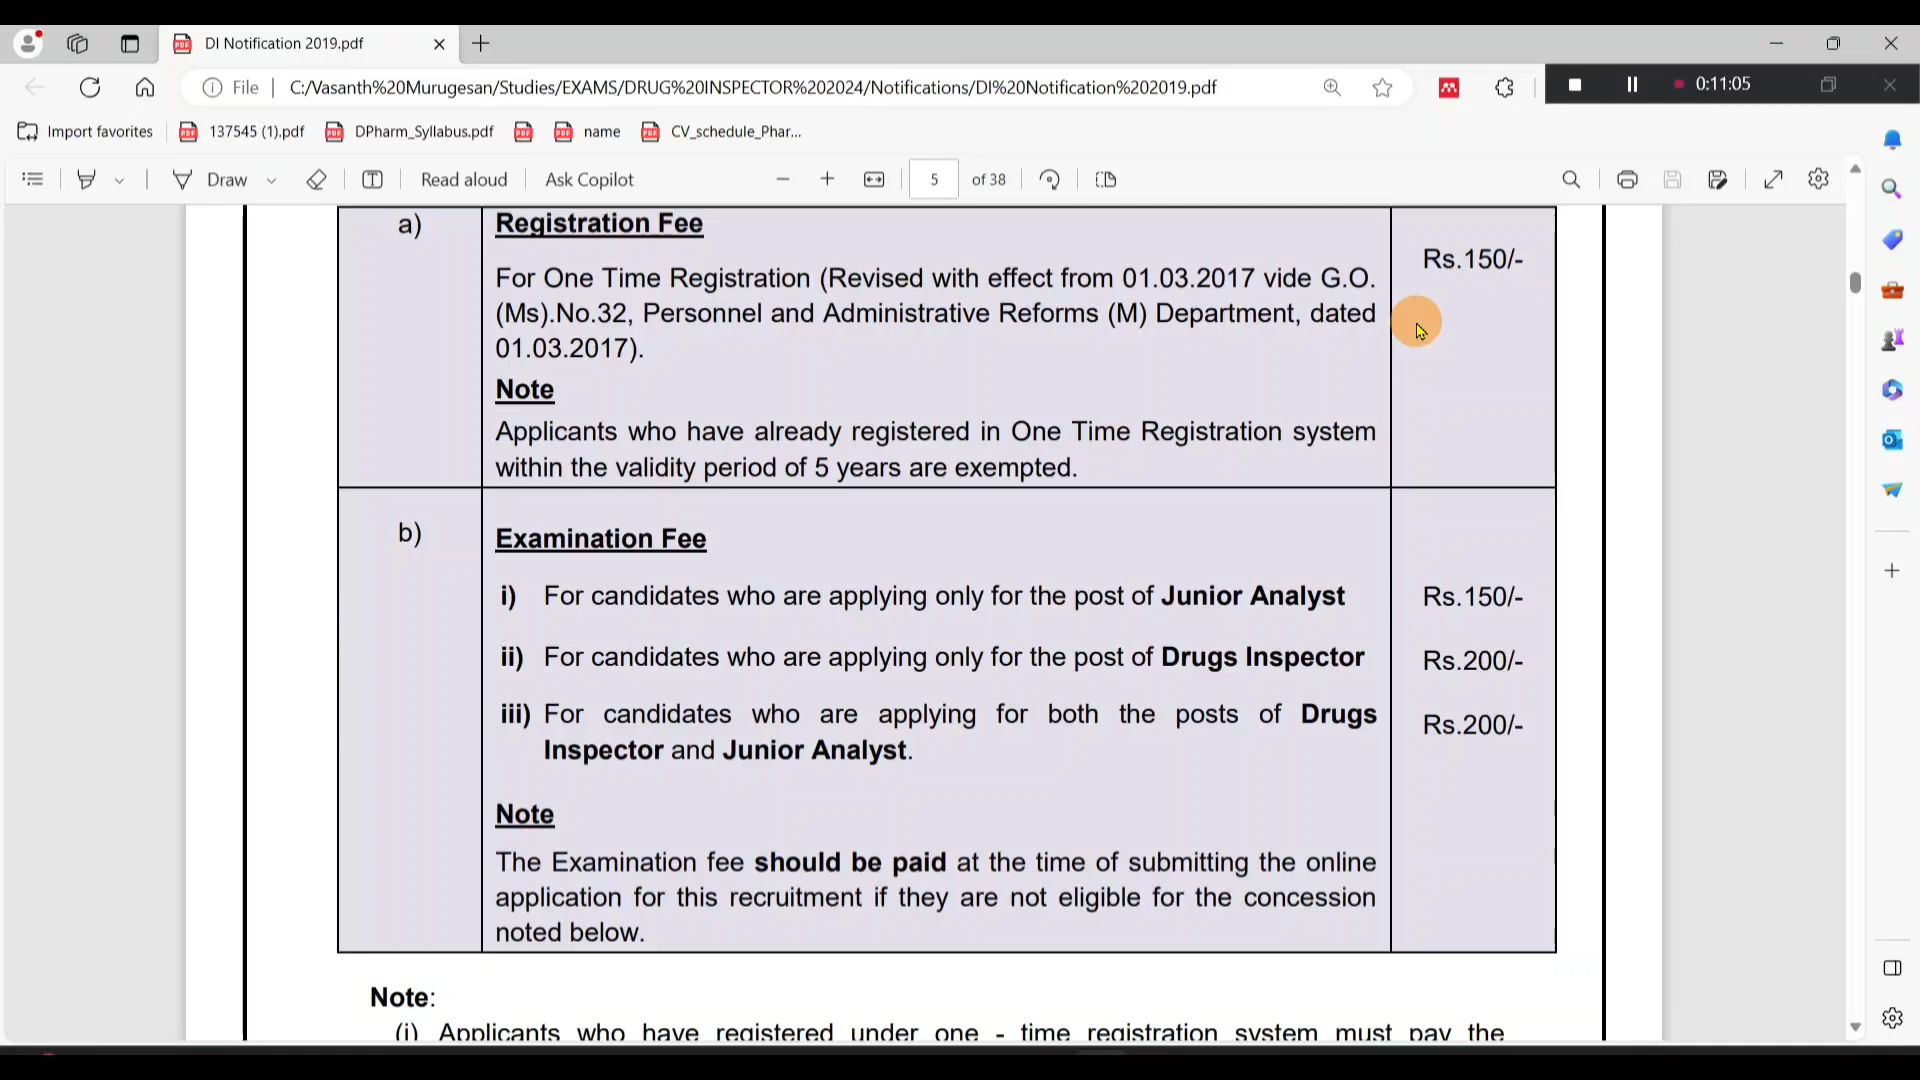 DI Notification 2019.pdf
File
C:/Vasanth%20Murugesan/Studies/EXAMS/DRUG%20INSPECTOR%202024/Notifications/DI%20Notification%202019.pdf
0:11:05
Import favorites
137545 (1).pdf
DPharm_Syllabus.pdf
name
CV_schedule_Phar...
Draw
Read aloud
Ask Copilot
5 of 38
a)
Registration Fee
Rs.150/-
For One Time Registration (Revised with effect from 01.03.2017 vide G.O.
(Ms).No.32, Personnel and Administrative Reforms (M) Department, dated
01.03.2017).
Note
Applicants who have already registered in One Time Registration system
within the validity period of 5 years are exempted.
b)
Examination Fee
i) For candidates who are applying only for the post of Junior Analyst
Rs.150/-
ii) For candidates who are applying only for the post of Drugs Inspector
Rs.200/-
iii) For candidates who are applying for both the posts of Drugs
Inspector and Junior Analyst.
Rs.200/-
Note
The Examination fee should be paid at the time of submitting the online
application for this recruitment if they are not eligible for the concession
noted below.
Note:
(i) Applicants who have registered under one - time registration system must pay the